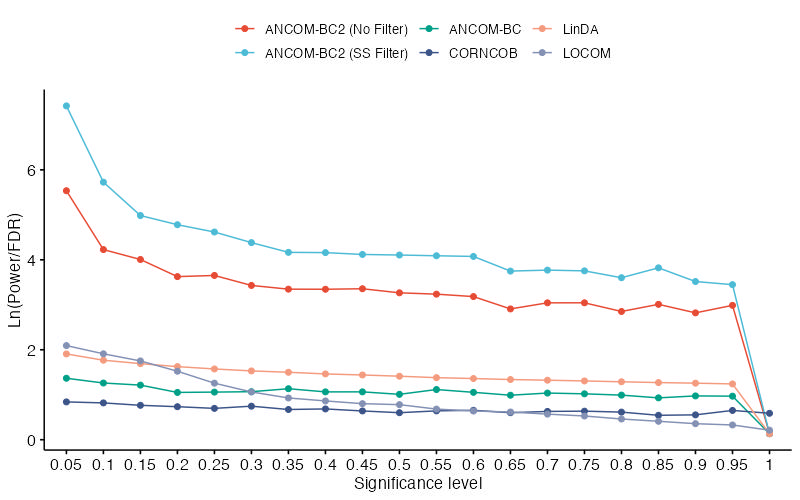 ANCOM-BC2 (No Filter) ANCOM-BC LinDA
ANCOM-BC2 (SS Filter) CORNCOB LOCOM
Ln(Power/FDR)
6
4
2
0
0.05 0.1 0.15 0.2 0.25 0.3 0.35 0.4 0.45 0.5 0.55 0.6 0.65 0.7 0.75 0.8 0.85 0.9 0.95 1
Significance level